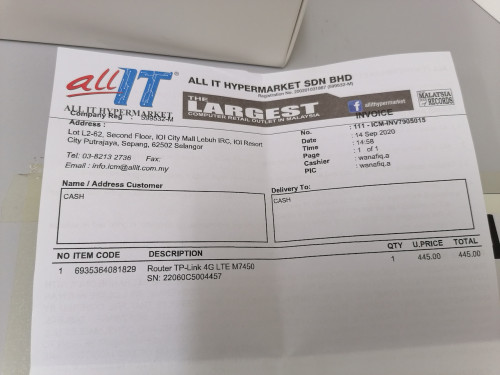 all IT
ALL IT HYPERMARKET
ALL IT HYPERMARKET SDN BHD
THE LARGEST
COMPUTER RETAIL OUTLET IN MALAYSIA
allithypermarket
MALAYSIA
RECORDS
Company Reg : 599532-M
Address :
Lot L2-62, Second Floor, IOI City Mall Lebuh IRC, IOI Resort
City Putrajaya, Sepang, 62502 Selangor
Tel: 03-8213 2736 Fax:
Email : info.icm@allit.com.my
INVOICE
No. : 111 - ICM-INV7905015
Date : 14 Sep 2020
Time : 14:58
Page : 1 of 1
Cashier : wanafiq.a
PIC : wanafiq.a
Name / Address Customer
CASH
Delivery To:
CASH
NO ITEM CODE DESCRIPTION QTY U.PRICE TOTAL
1 6935364081829 Router TP-Link 4G LTE M7450 1 445.00 445.00
SN: 22060C5004457